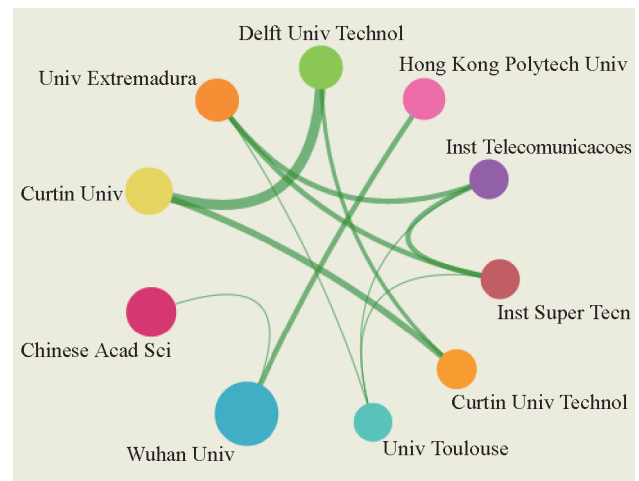 Delft Univ Technol
Hong Kong Polytech Univ
Univ Extremadura
Inst Telecomunicacoes
Curtin Univ
Inst Super Tecn
Chinese Acad Sci
Curtin Univ Technol
Univ Toulouse
Wuhan Univ